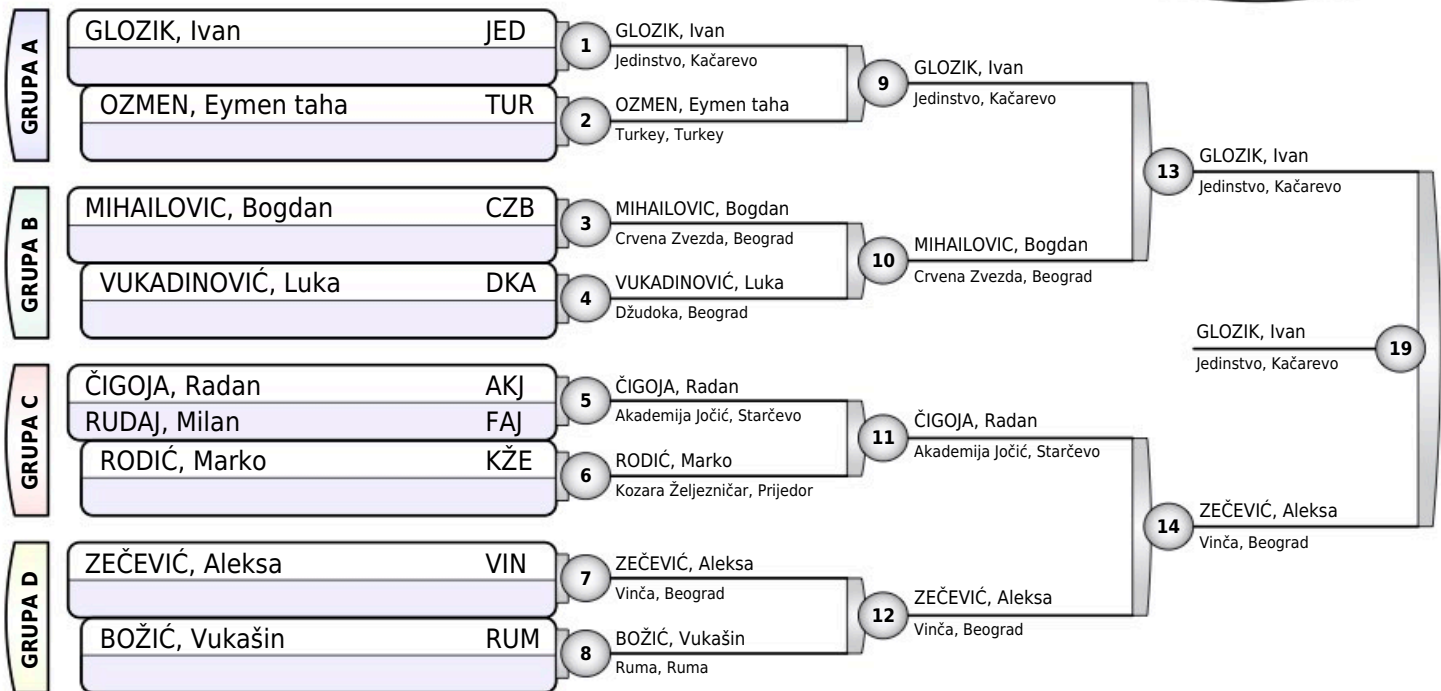 GRUPA A
GLOZIK, Ivan JED
OZMEN, Eymen taha TUR
GRUPA B
MIHAILOVIC, Bogdan CZB
VUKADINOVIĆ, Luka DKA
GRUPA C
ČIGOJA, Radan AKJ
RUDAJ, Milan FAJ
RODIĆ, Marko KŽE
GRUPA D
ZEČEVIĆ, Aleksa VIN
BOŽIĆ, Vukašin RUM
1
GLOZIK, Ivan
Jedinstvo, Kačarevo
2
OZMEN, Eymen taha
Turkey, Turkey
3
MIHAILOVIC, Bogdan
Crvena Zvezda, Beograd
4
VUKADINOVIĆ, Luka
Džudoka, Beograd
5
ČIGOJA, Radan
Akademija Jočić, Starčevo
6
RODIĆ, Marko
Kozara Željezničar, Prijedor
7
ZEČEVIĆ, Aleksa
Vinča, Beograd
8
BOŽIĆ, Vukašin
Ruma, Ruma
9
GLOZIK, Ivan
Jedinstvo, Kačarevo
10
MIHAILOVIC, Bogdan
Crvena Zvezda, Beograd
11
ČIGOJA, Radan
Akademija Jočić, Starčevo
12
ZEČEVIĆ, Aleksa
Vinča, Beograd
13
GLOZIK, Ivan
Jedinstvo, Kačarevo
14
ZEČEVIĆ, Aleksa
Vinča, Beograd
GLOZIK, Ivan
Jedinstvo, Kačarevo
19